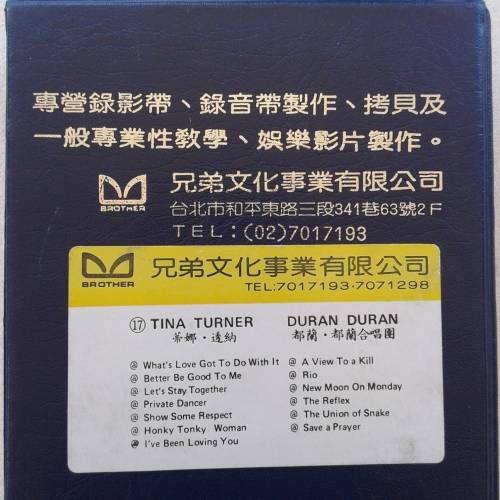 專營錄影帶、錄音帶製作、拷貝及
一般專業性教學、娛樂影片製作。
BROTHER
兄弟文化事業有限公司
台北市和平東路三段341巷63號2F
TEL:(02)7017193
BROTHER
兄弟文化事業有限公司
TEL:7017193·7071298
⑰ TINA TURNER
蒂娜·透納
@ What's Love Got To Do With It
@ Better Be Good To Me
@ Let's Stay Together
@ Private Dancer
@ Show Some Respect
@ Honky Tonky Woman
@ I've Been Loving You
DURAN DURAN
都蘭·都蘭合唱團
@ A View To a Kill
@ Rio
@ New Moon On Monday
@ The Reflex
@ The Union of Snake
@ Save a Prayer